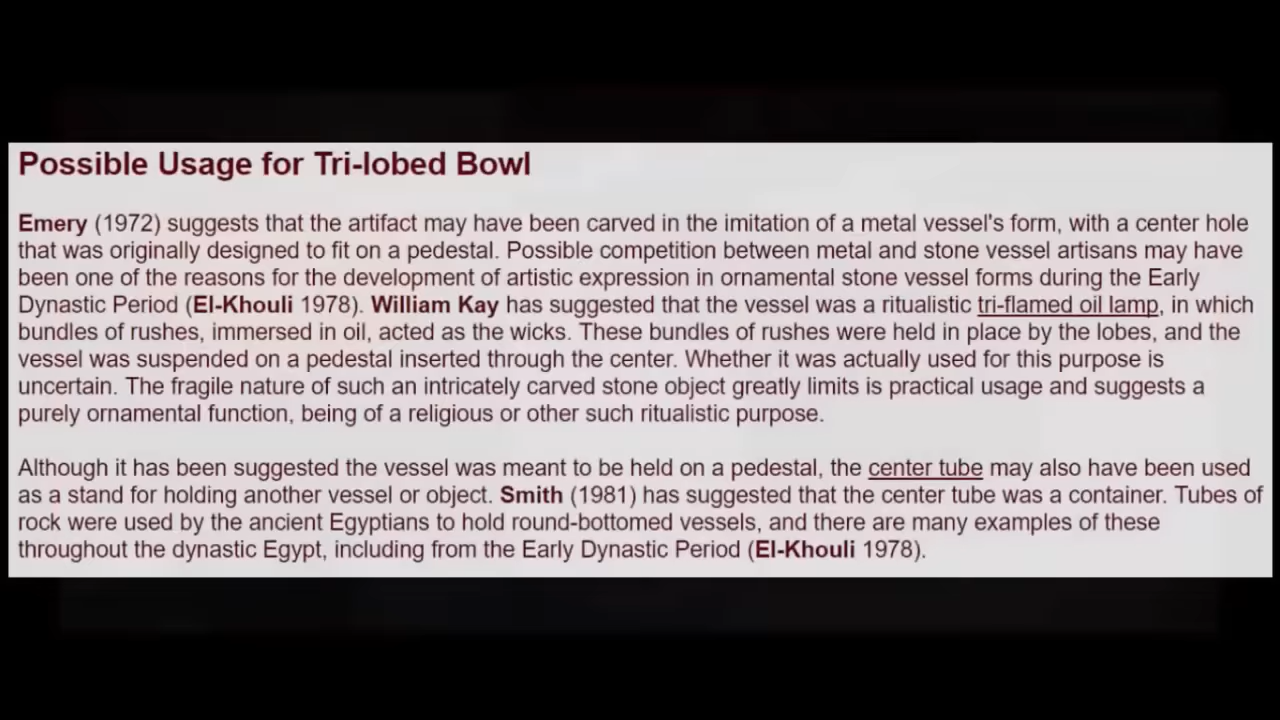 Possible Usage for Tri-lobed Bowl
Emery (1972) suggests that the artifact may have been carved in the imitation of a metal vessel's form, with a center hole
that was originally designed to fit on a pedestal. Possible competition between metal and stone vessel artisans may have
been one of the reasons for the development of artistic expression in ornamental stone vessel forms during the Early
Dynastic Period (El-Khouli 1978). William Kay has suggested that the vessel was a ritualistic tri-flamed oil lamp, in which
bundles of rushes, immersed in oil, acted as the wicks. These bundles of rushes were held in place by the lobes, and the
vessel was suspended on a pedestal inserted through the center. Whether it was actually used for this purpose is
uncertain. The fragile nature of such an intricately carved stone object greatly limits is practical usage and suggests a
purely ornamental function, being of a religious or other such ritualistic purpose.
Although it has been suggested the vessel was meant to be held on a pedestal, the center tube may also have been used
as a stand for holding another vessel or object. Smith (1981) has suggested that the center tube was a container. Tubes of
rock were used by the ancient Egyptians to hold round-bottomed vessels, and there are many examples of these
throughout the dynastic Egypt, including from the Early Dynastic Period (El-Khouli 1978).